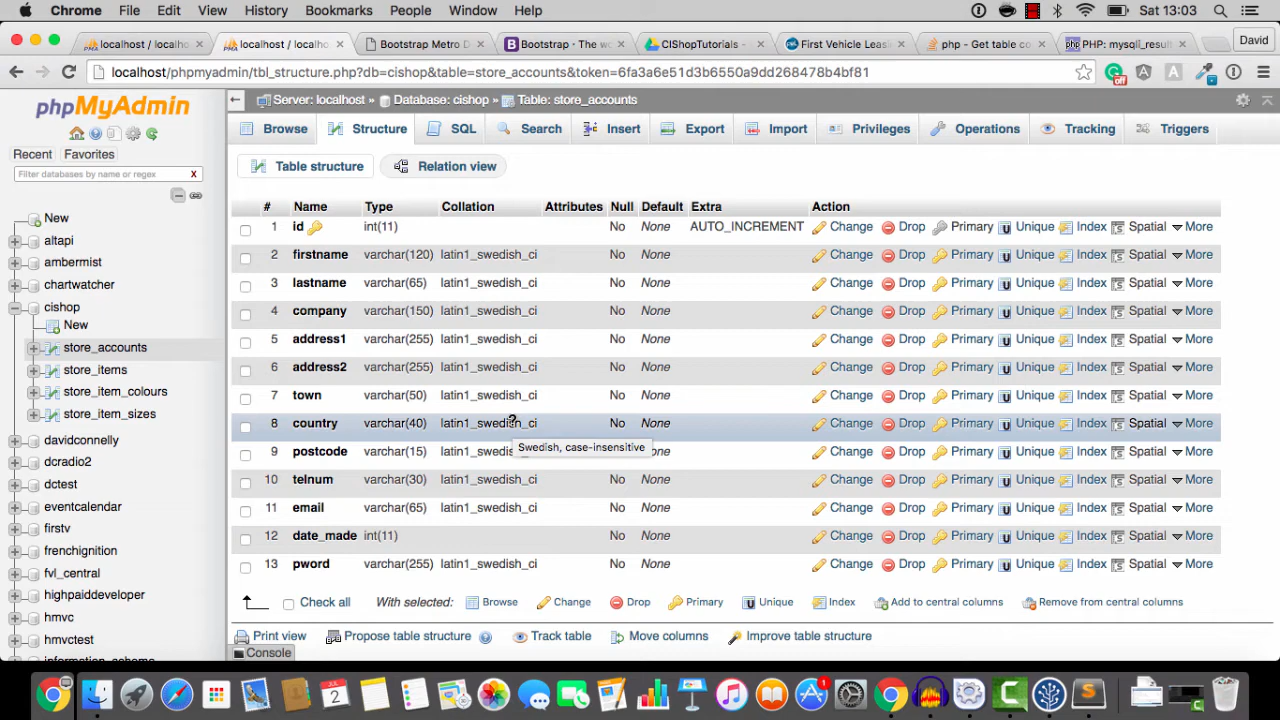 Chrome File Edit View History Bookmarks People Window Help Sat 13:03
localhost / localho localhost / localho Bootstrap Metro D Bootstrap · The wo CIShopTutorials - First Vehicle Leasi php - Get table co PHP: mysqli_result David
localhost/phpmyadmin/tbl_structure.php?db=cishop&table=store_accounts&token=6fa3a6e51d3b6550a9dd268478b4bf81
phpMyAdmin
Recent Favorites
Filter databases by name or regex X
New
altapi
ambermist
chartwatcher
cishop
New
store_accounts
store_items
store_item_colours
store_item_sizes
davidconnelly
dcradio2
dctest
eventcalendar
firstv
frenchignition
fvl_central
highpaiddeveloper
hmvc
hmvctest
information_schema
Server: localhost » Database: cishop » Table: store_accounts
Browse Structure SQL Search Insert Export Import Privileges Operations Tracking Triggers
Table structure Relation view
# Name Type Collation Attributes Null Default Extra Action
1 id int(11) No None AUTO_INCREMENT Change Drop Primary Unique Index Spatial More
2 firstname varchar(120) latin1_swedish_ci No None Change Drop Primary Unique Index Spatial More
3 lastname varchar(65) latin1_swedish_ci No None Change Drop Primary Unique Index Spatial More
4 company varchar(150) latin1_swedish_ci No None Change Drop Primary Unique Index Spatial More
5 address1 varchar(255) latin1_swedish_ci No None Change Drop Primary Unique Index Spatial More
6 address2 varchar(255) latin1_swedish_ci No None Change Drop Primary Unique Index Spatial More
7 town varchar(50) latin1_swedish_ci No None Change Drop Primary Unique Index Spatial More
8 country varchar(40) latin1_swedish_ci No None Change Drop Primary Unique Index Spatial More
Swedish, case-insensitive
9 postcode varchar(15) latin1_swedish_ci No None Change Drop Primary Unique Index Spatial More
10 telnum varchar(30) latin1_swedish_ci No None Change Drop Primary Unique Index Spatial More
11 email varchar(65) latin1_swedish_ci No None Change Drop Primary Unique Index Spatial More
12 date_made int(11) No None Change Drop Primary Unique Index Spatial More
13 pword varchar(255) latin1_swedish_ci No None Change Drop Primary Unique Index Spatial More
Check all With selected: Browse Change Drop Primary Unique Index Add to central columns Remove from central columns
Print view Propose table structure Track table Move columns Improve table structure
Console